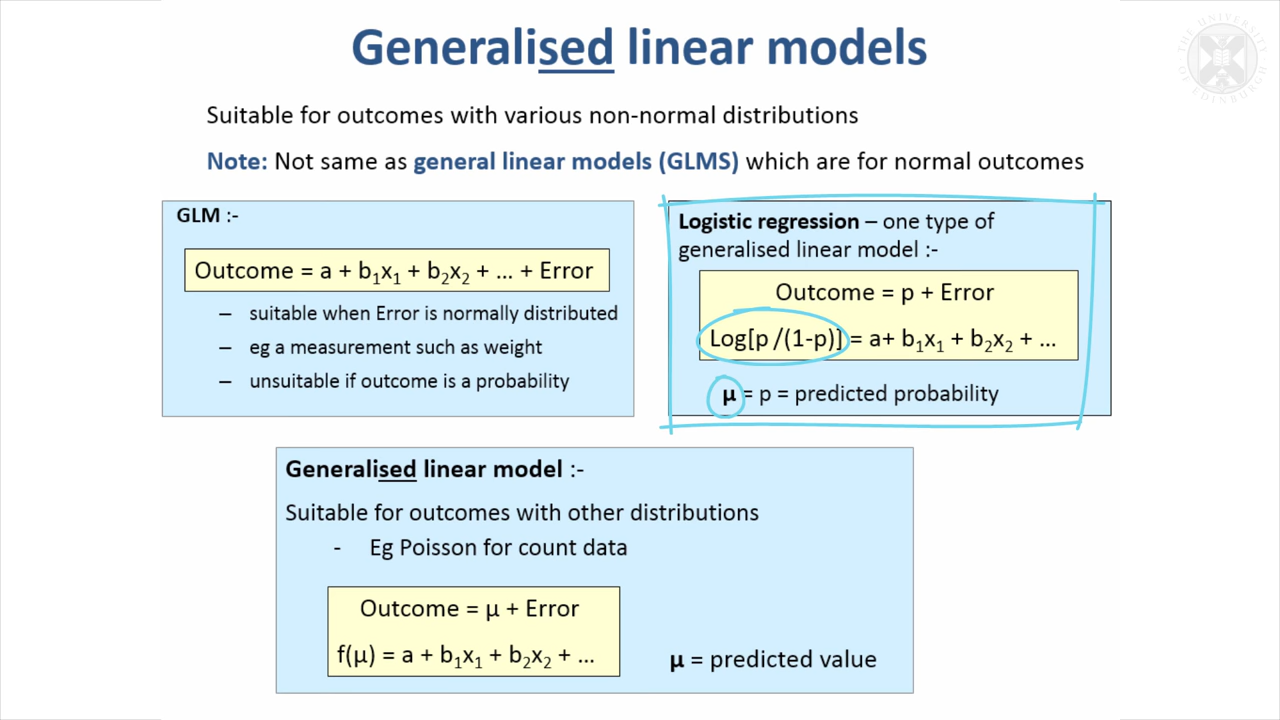 Generalised linear models
THE UNIVERSITY OF EDINBURGH
Suitable for outcomes with various non-normal distributions
Note: Not same as general linear models (GLMS) which are for normal outcomes
GLM :-
Outcome = a + b₁x₁ + b₂x₂ + ... + Error
– suitable when Error is normally distributed
– eg a measurement such as weight
– unsuitable if outcome is a probability
Logistic regression – one type of
generalised linear model :-
Outcome = p + Error
Log[p /(1-p)] = a+ b₁x₁ + b₂x₂ + ...
μ = p = predicted probability
Generalised linear model :-
Suitable for outcomes with other distributions
- Eg Poisson for count data
Outcome = μ + Error
f(μ) = a + b₁x₁ + b₂x₂ + ...
μ = predicted value